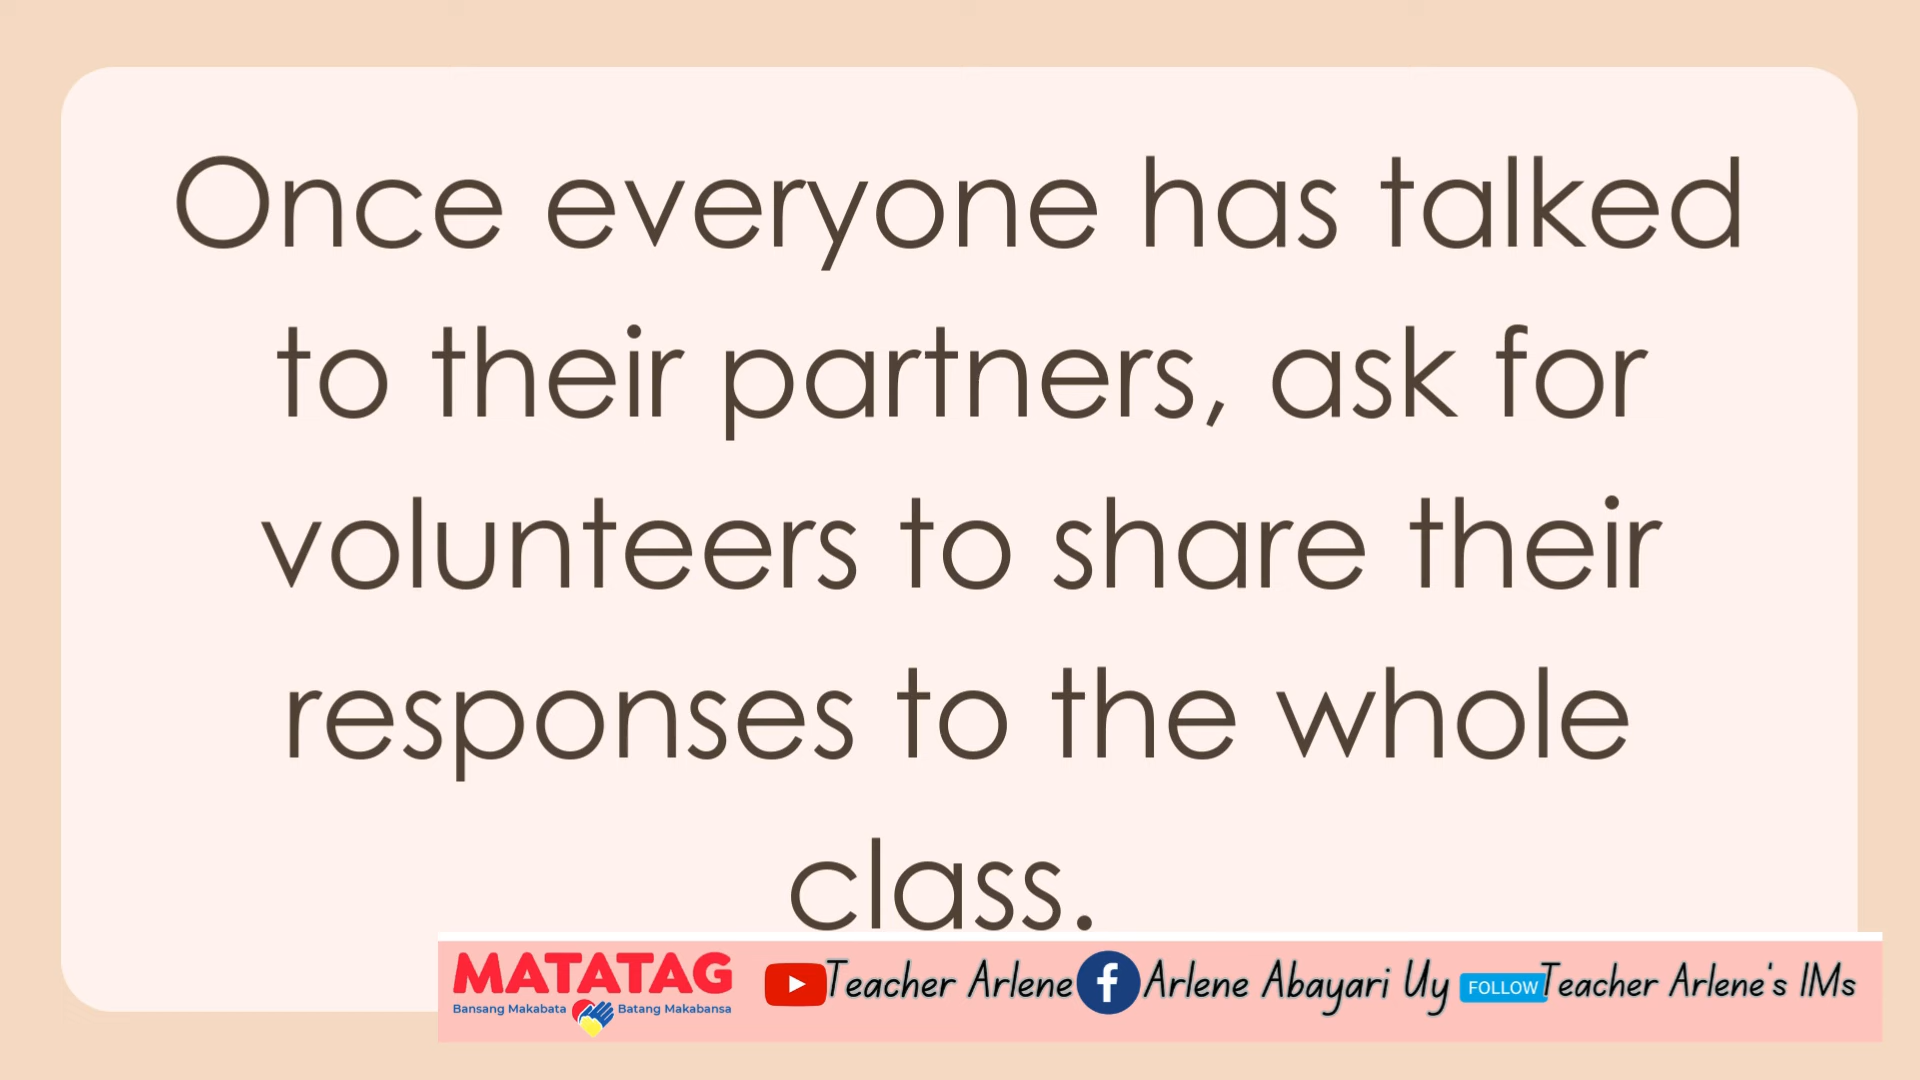 Once everyone has talked
to their partners, ask for
volunteers to share their
responses to the whole
class.
MATATAG
Bansang Makabata Batang Makabansa
Teacher Arlene
Arlene Abayari Uy
FOLLOW
Teacher Arlene's IMs